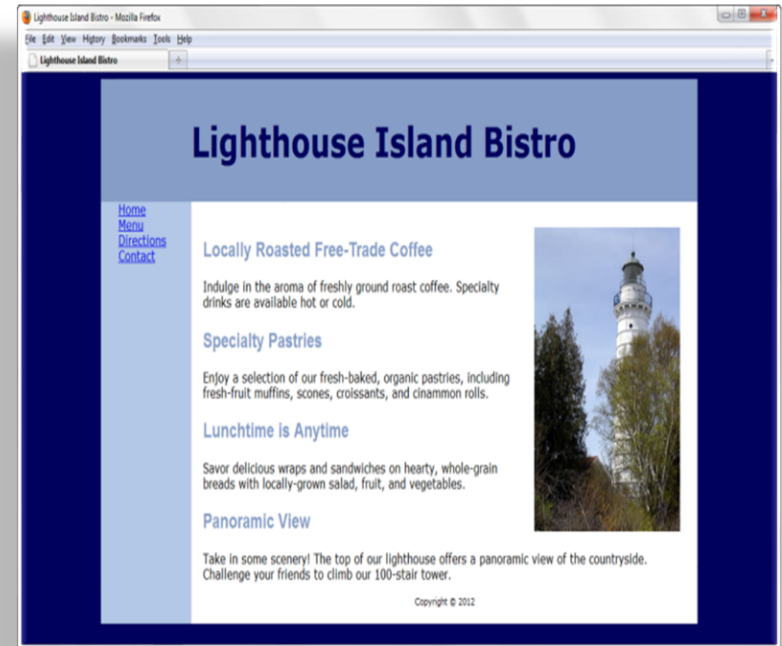 Lighthouse Island Bistro - Mozilla Firefox
File Edit View History Bookmarks Tools Help
Lighthouse Island Bistro
Lighthouse Island Bistro
Home
Menu
Directions
Contact
Locally Roasted Free-Trade Coffee
Indulge in the aroma of freshly ground roast coffee. Specialty
drinks are available hot or cold.
Specialty Pastries
Enjoy a selection of our fresh-baked, organic pastries, including
fresh-fruit muffins, scones, croissants, and cinammon rolls.
Lunchtime is Anytime
Savor delicious wraps and sandwiches on hearty, whole-grain
breads with locally-grown salad, fruit, and vegetables.
Panoramic View
Take in some scenery! The top of our lighthouse offers a panoramic view of the countryside.
Challenge your friends to climb our 100-stair tower.
Copyright © 2012